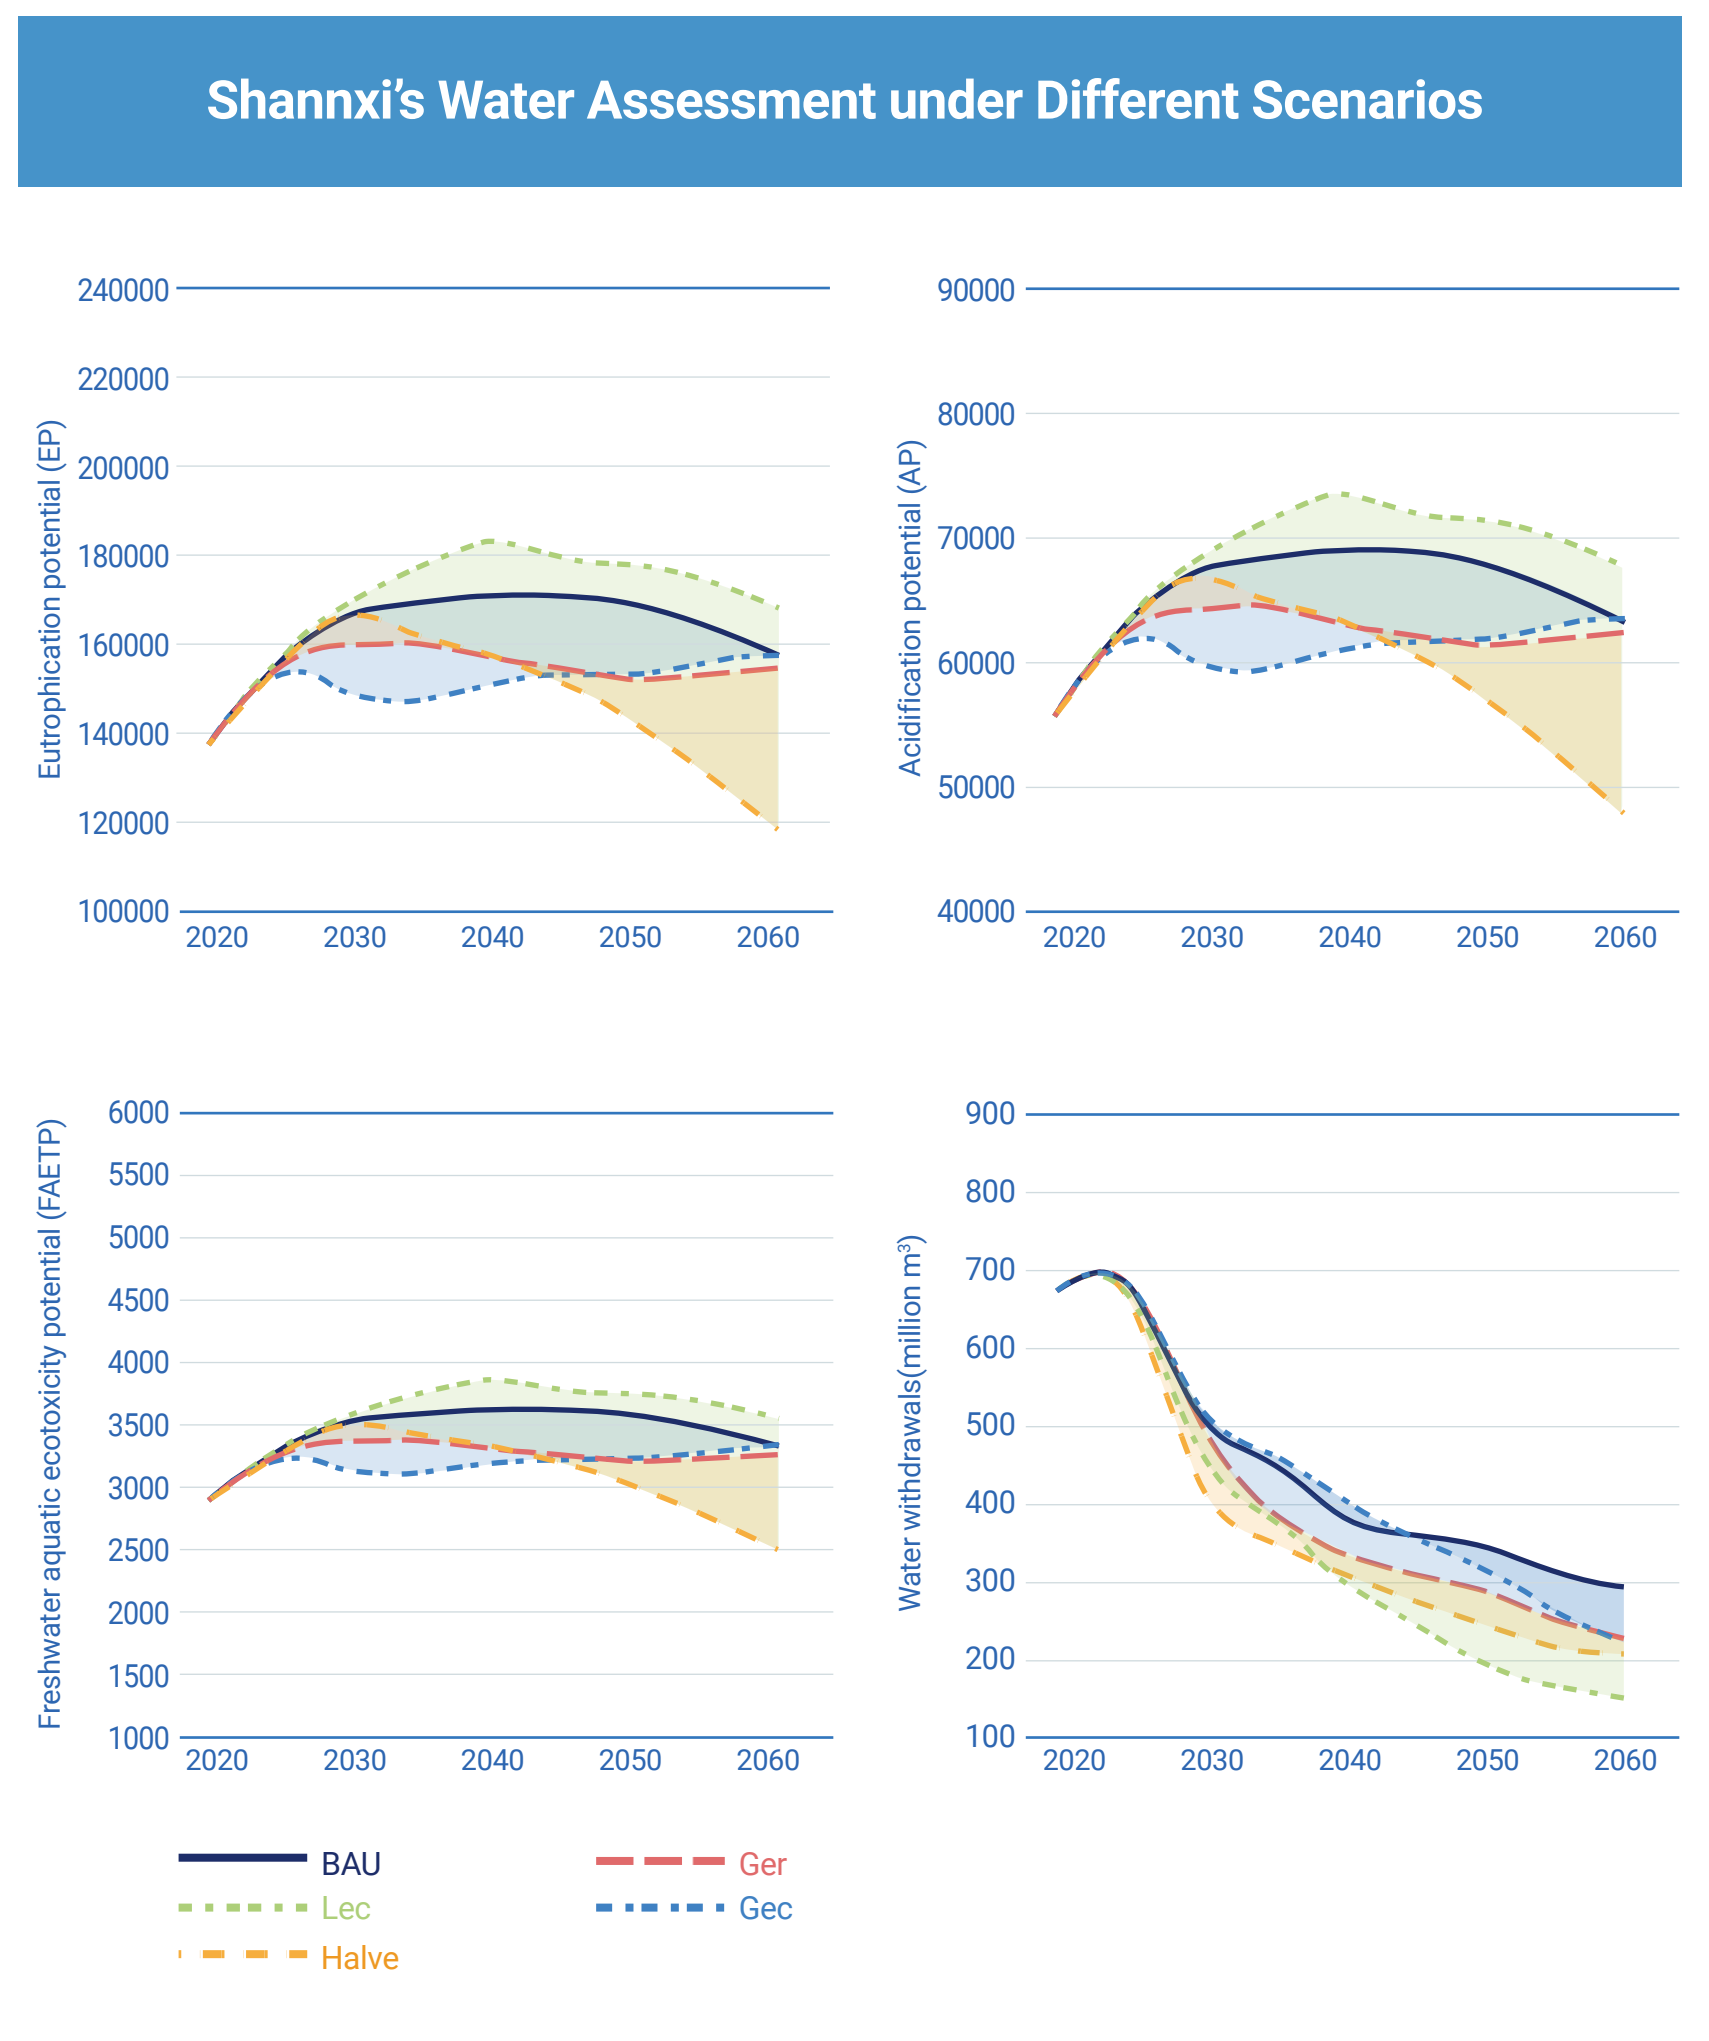 Shannxi’s Water Assessment under Different Scenarios
Eutrophication potential (EP)
240000
220000
200000
180000
160000
140000
120000
100000
2020 2030 2040 2050 2060
Acidification potential (AP)
90000
80000
70000
60000
50000
40000
2020 2030 2040 2050 2060
Freshwater aquatic ecotoxicity potential (FAETP)
6000
5500
5000
4500
4000
3500
3000
2500
2000
1500
1000
2020 2030 2040 2050 2060
Water withdrawals(million m³)
900
800
700
600
500
400
300
200
100
2020 2030 2040 2050 2060
BAU
Ger
Lec
Gec
Halve